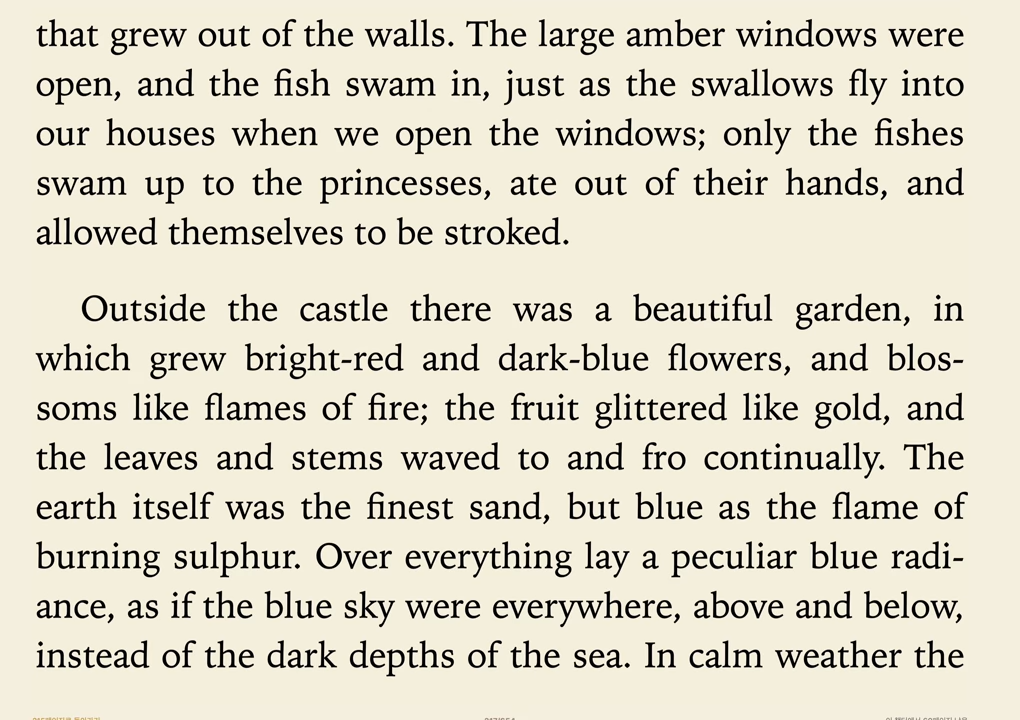 that grew out of the walls. The large amber windows were
open, and the fish swam in, just as the swallows fly into
our houses when we open the windows; only the fishes
swam up to the princesses, ate out of their hands, and
allowed themselves to be stroked.
Outside the castle there was a beautiful garden, in
which grew bright-red and dark-blue flowers, and blos-
soms like flames of fire; the fruit glittered like gold, and
the leaves and stems waved to and fro continually. The
earth itself was the finest sand, but blue as the flame of
burning sulphur. Over everything lay a peculiar blue radi-
ance, as if the blue sky were everywhere, above and below,
instead of the dark depths of the sea. In calm weather the